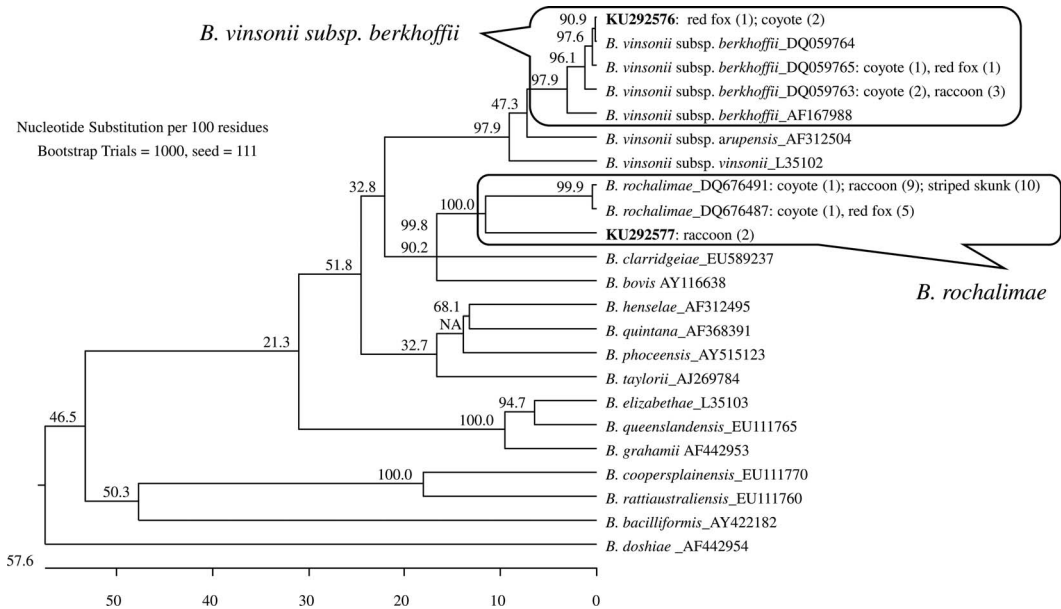 B. vinsonii subsp. berkhoffii
Nucleotide Substitution per 100 residues
Bootstrap Trials = 1000, seed = 111
90.9
KU292576: red fox (1); coyote (2)
97.6
B. vinsonii subsp. berkhoffii_DQ059764
96.1
B. vinsonii subsp. berkhoffii_DQ059765: coyote (1), red fox (1)
97.9
B. vinsonii subsp. berkhoffii_DQ059763: coyote (2), raccoon (3)
47.3
B. vinsonii subsp. berkhoffii_AF167988
97.9
B. vinsonii subsp. arupensis_AF312504
B. vinsonii subsp. vinsonii_L35102
32.8
99.9
B. rochalimae_DQ676491: coyote (1); raccoon (9); striped skunk (10)
100.0
B. rochalimae_DQ676487: coyote (1), red fox (5)
99.8
KU292577: raccoon (2)
90.2
B. clarridgeiae_EU589237
51.8
B. bovis AY116638
B. rochalimae
68.1
B. henselae_AF312495
NA
B. quintana_AF368391
21.3
32.7
B. phoceensis_AY515123
B. taylorii_AJ269784
94.7
B. elizabethae_L35103
46.5
100.0
B. queenslandensis_EU111765
B. grahamii AF442953
100.0
B. coopersplainensis_EU111770
50.3
B. rattiaustraliensis_EU111760
B. bacilliformis_AY422182
B. doshiae _AF442954
57.6
50 40 30 20 10 0